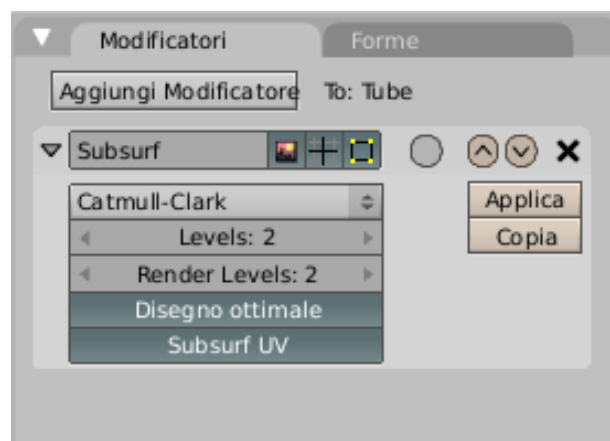 Modificatori Forme
Aggiungi Modificatore To: Tube
Subsurf
Catmull-Clark Applica
Levels: 2 Copia
Render Levels: 2
Disegno ottimale
Subsurf UV